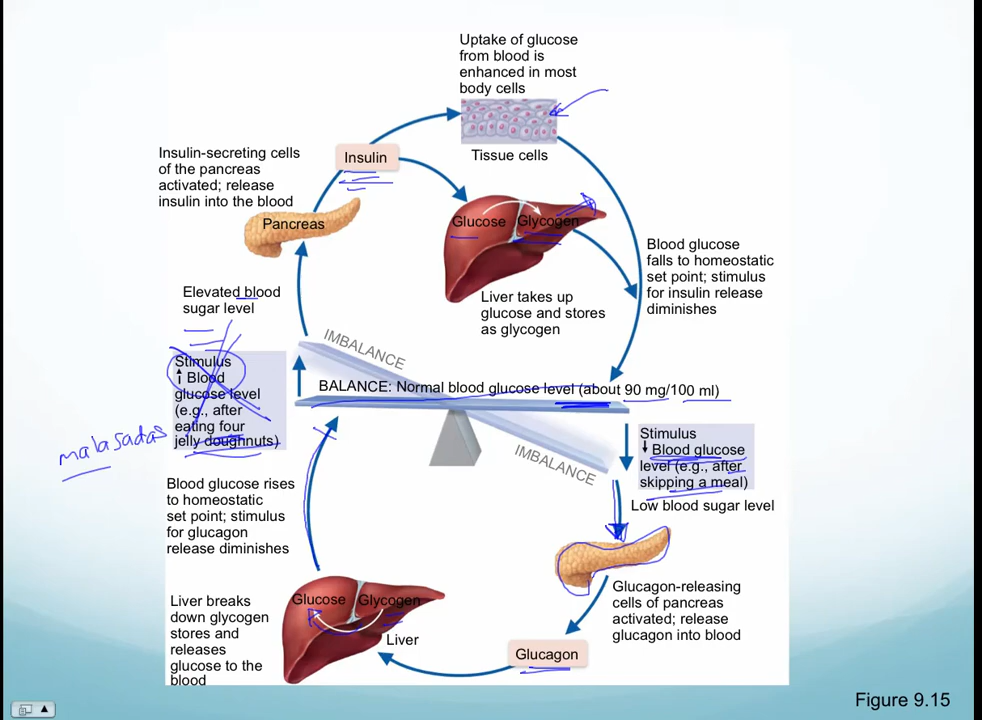 Uptake of glucose
from blood is
enhanced in most
body cells
Tissue cells
Insulin-secreting cells
of the pancreas
activated; release
insulin into the blood
Insulin
Pancreas
Glucose Glycogen
Liver takes up
glucose and stores
as glycogen
Blood glucose
falls to homeostatic
set point; stimulus
for insulin release
diminishes
Elevated blood
sugar level
IMBALANCE
Stimulus
Blood
glucose level
(e.g., after
eating four
jelly doughnuts)
malasadas
BALANCE: Normal blood glucose level (about 90 mg/100 ml)
IMBALANCE
Stimulus
Blood glucose
level (e.g., after
skipping a meal)
Low blood sugar level
Blood glucose rises
to homeostatic
set point; stimulus
for glucagon
release diminishes
Glucagon-releasing
cells of pancreas
activated; release
glucagon into blood
Glucagon
Glucose Glycogen
Liver
Liver breaks
down glycogen
stores and
releases
glucose to the
blood
Figure 9.15